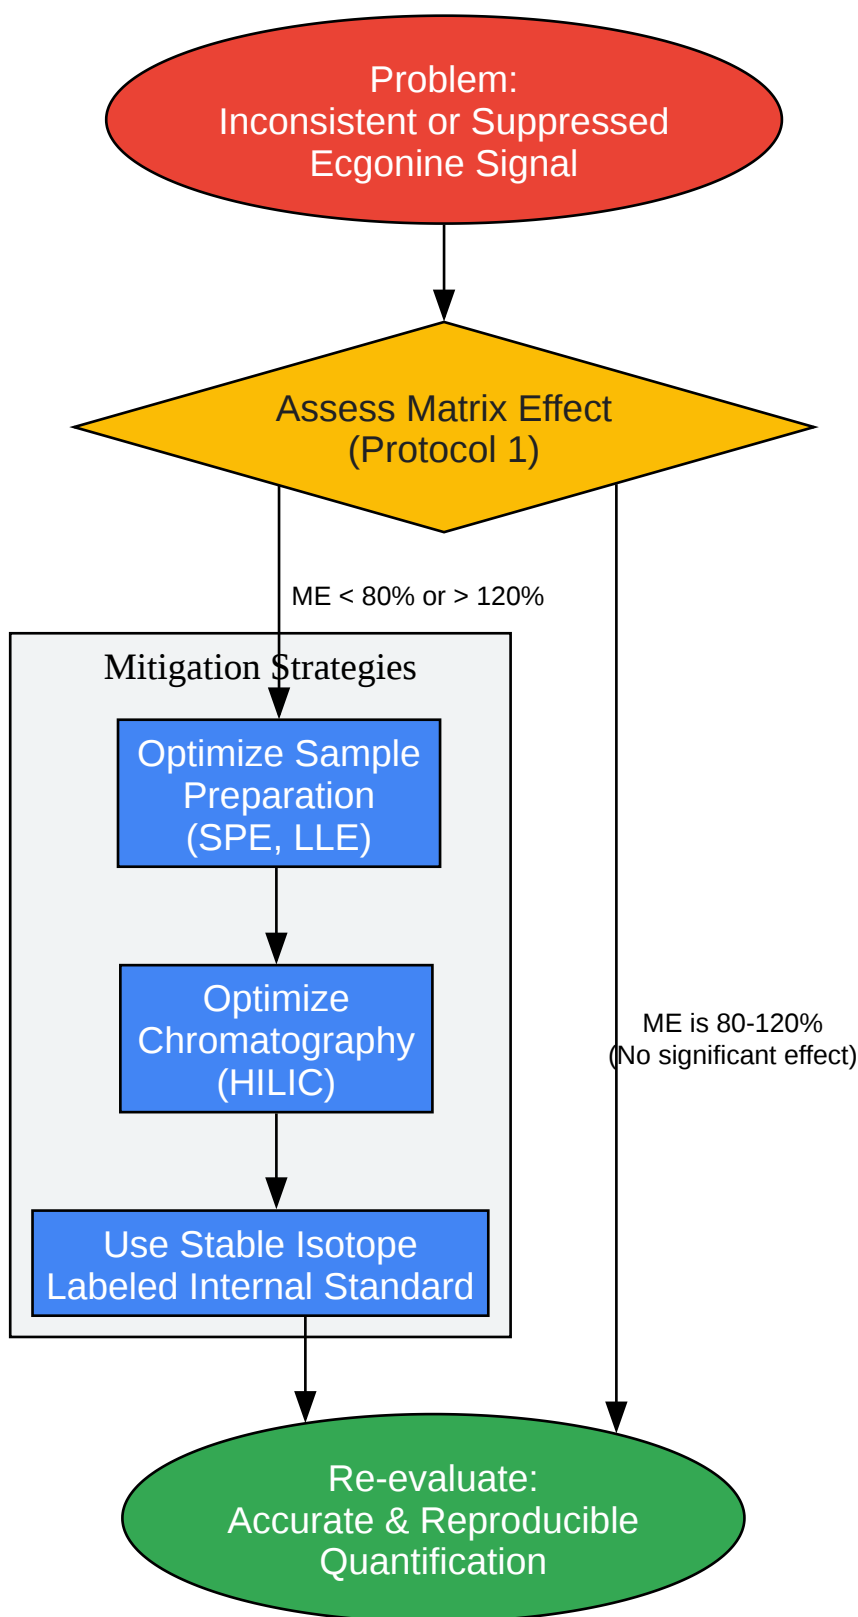 Problem:
Inconsistent or Suppressed
Ecgonine Signal
Assess Matrix Effect
(Protocol 1)
ME < 80% or > 120%
Mitigation Strategies
Optimize Sample
Preparation
(SPE, LLE)
Optimize
Chromatography
(HILIC)
ME is 80-120%
(No significant effect)
Use Stable Isotope
Labeled Internal Standard
Re-evaluate:
Accurate & Reproducible
Quantification